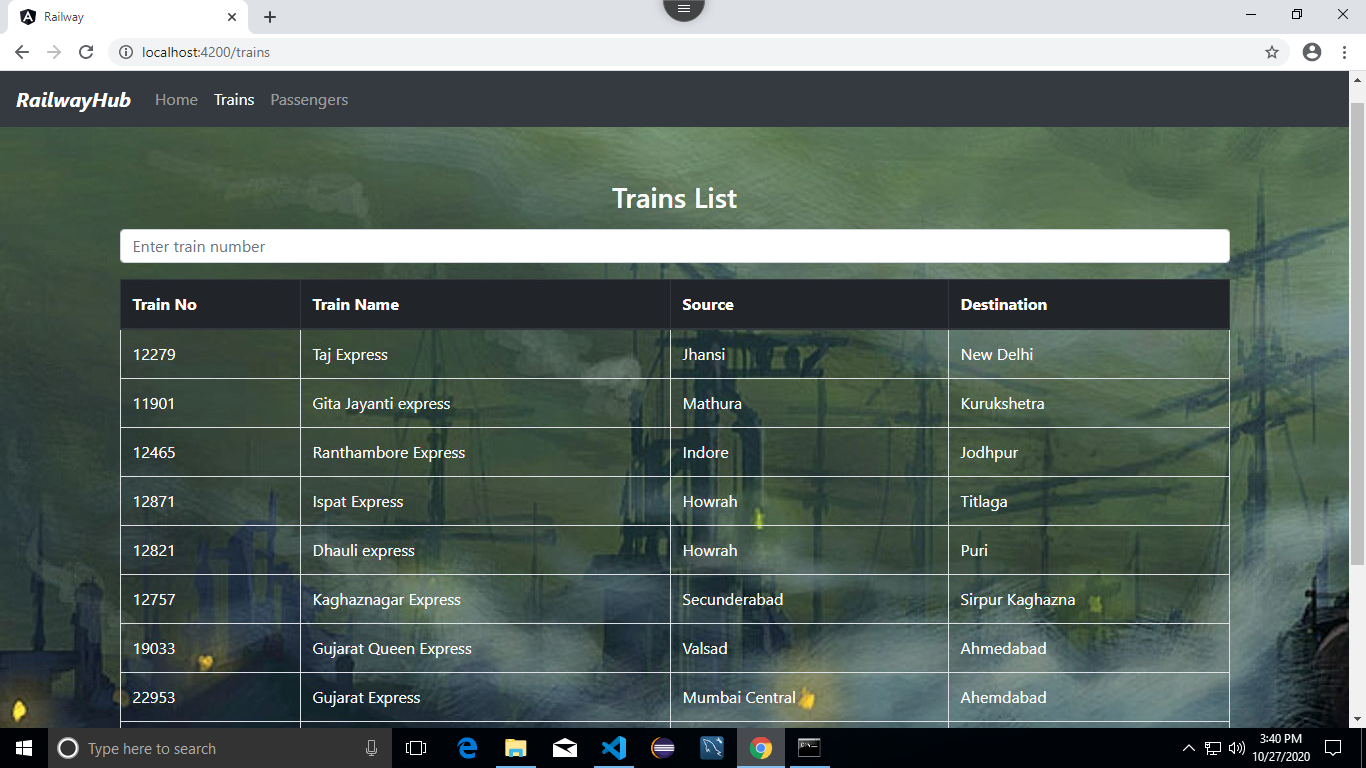 Railway
localhost:4200/trains
RailwayHub Home Trains Passengers
Trains List
Enter train number
Train No Train Name Source Destination
12279 Taj Express Jhansi New Delhi
11901 Gita Jayanti express Mathura Kurukshetra
12465 Ranthambore Express Indore Jodhpur
12871 Ispat Express Howrah Titlaga
12821 Dhauli express Howrah Puri
12757 Kaghaznagar Express Secunderabad Sirpur Kaghazna
19033 Gujarat Queen Express Valsad Ahmedabad
22953 Gujarat Express Mumbai Central Ahemdabad
Type here to search
3:40 PM
10/27/2020